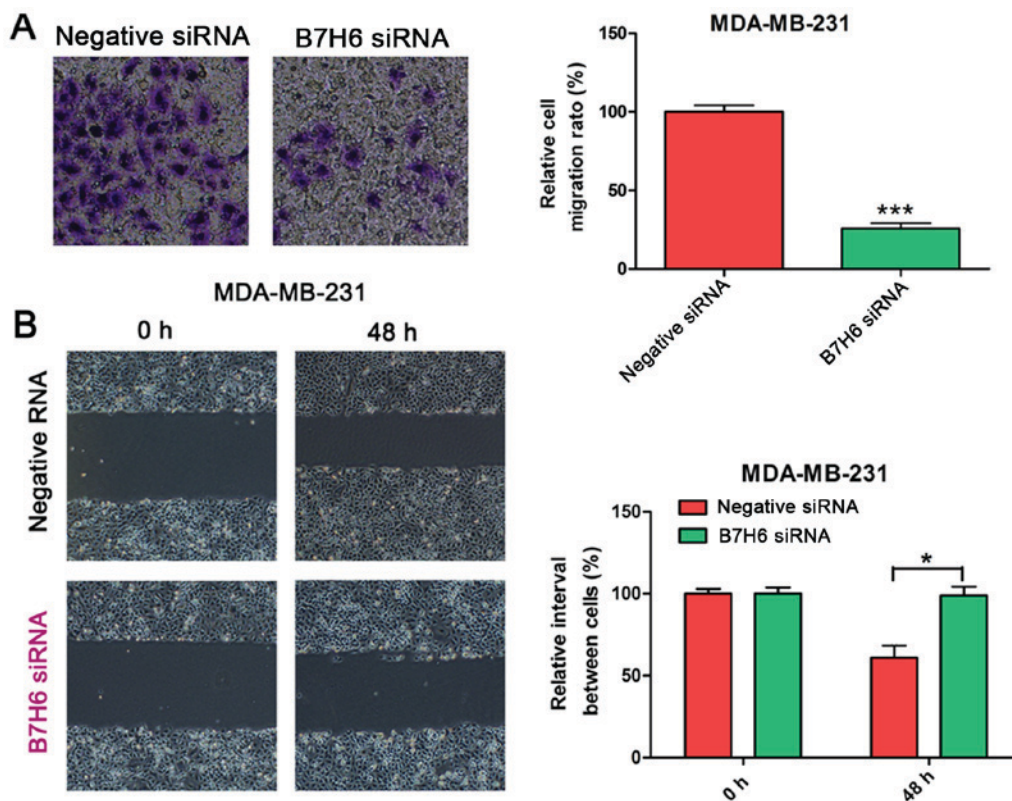 A
Negative siRNA
B7H6 siRNA
MDA-MB-231
Relative cell
migration rato (%)
150
100
50
0
***
Negative siRNA
B7H6 siRNA
B
MDA-MB-231
0 h
48 h
Negative RNA
B7H6 siRNA
MDA-MB-231
Negative siRNA
B7H6 siRNA
Relative interval
between cells (%)
150
100
50
0
*
0 h
48 h